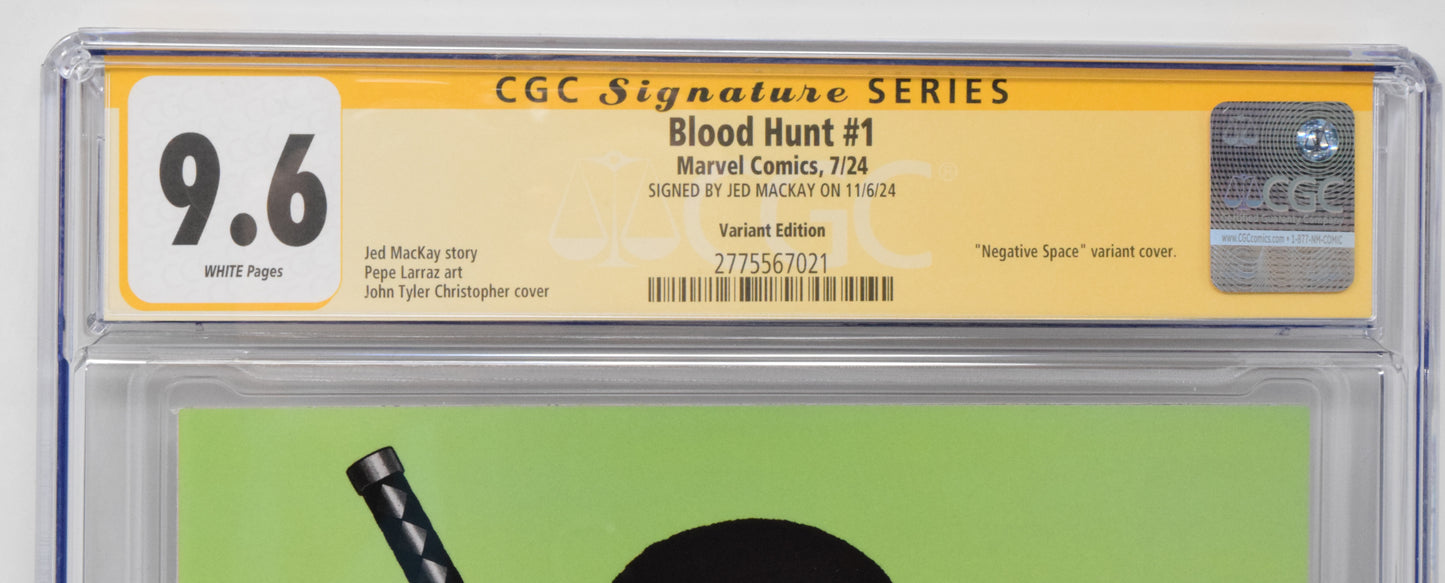 CGC Signature SERIES
9.6
WHITE Pages
Blood Hunt #1
Marvel Comics, 7/24
SIGNED BY JED MACKAY ON 11/6/24
Variant Edition
2775567021
Jed MacKay story
Pepe Larraz art
John Tyler Christopher cover
"Negative Space" variant cover.
CGC®
CGC
www.CGCcomics.com • 1-877-NM-COMIC